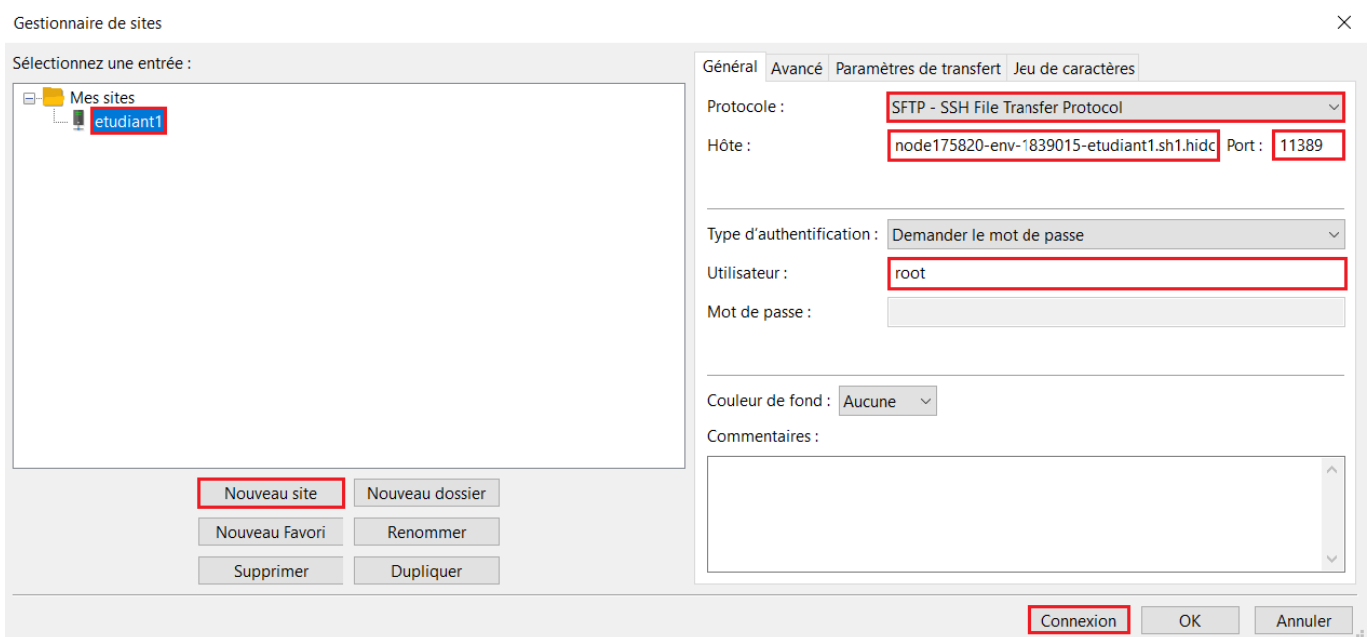 Gestionnaire de sites
Sélectionnez une entrée :
Mes sites
etudiant1
Nouveau site Nouveau dossier
Nouveau Favori Renommer
Supprimer Dupliquer
Général Avancé Paramètres de transfert Jeu de caractères
Protocole : SFTP - SSH File Transfer Protocol
Hôte : node175820-env-1839015-etudiant1.sh1.hidc Port : 11389
Type d'authentification : Demander le mot de passe
Utilisateur : root
Mot de passe :
Couleur de fond : Aucune
Commentaires :
Connexion OK Annuler